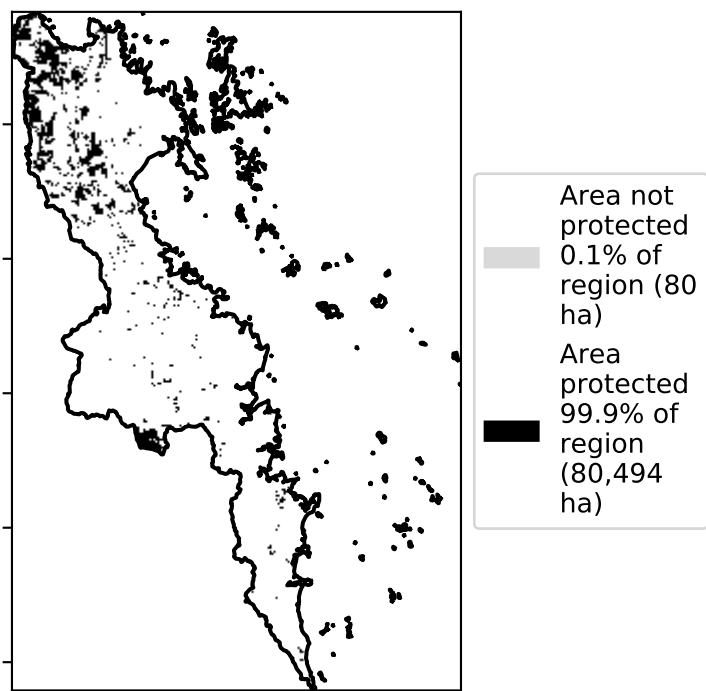 Area not
protected
0.1% of
region (80
ha)
Area
protected
99.9% of
region
(80,494
ha)